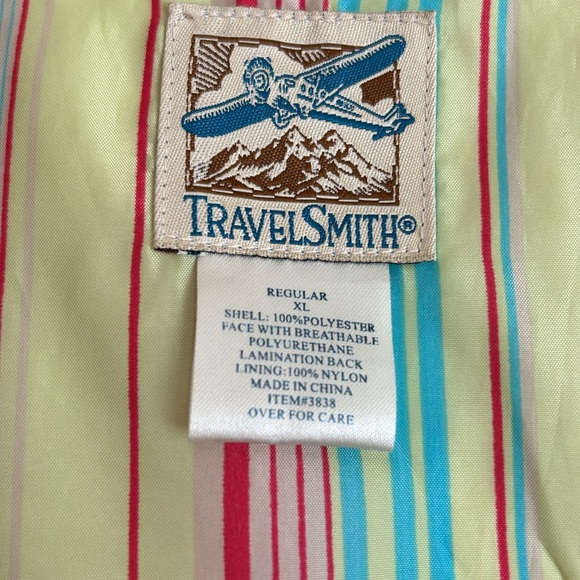 TRAVELSMITH®
REGULAR
XL
SHELL: 100%POLYESTER
FACE WITH BREATHABLE
POLYURETHANE
LAMINATION BACK
LINING:100% NYLON
MADE IN CHINA
ITEM#3838
OVER FOR CARE